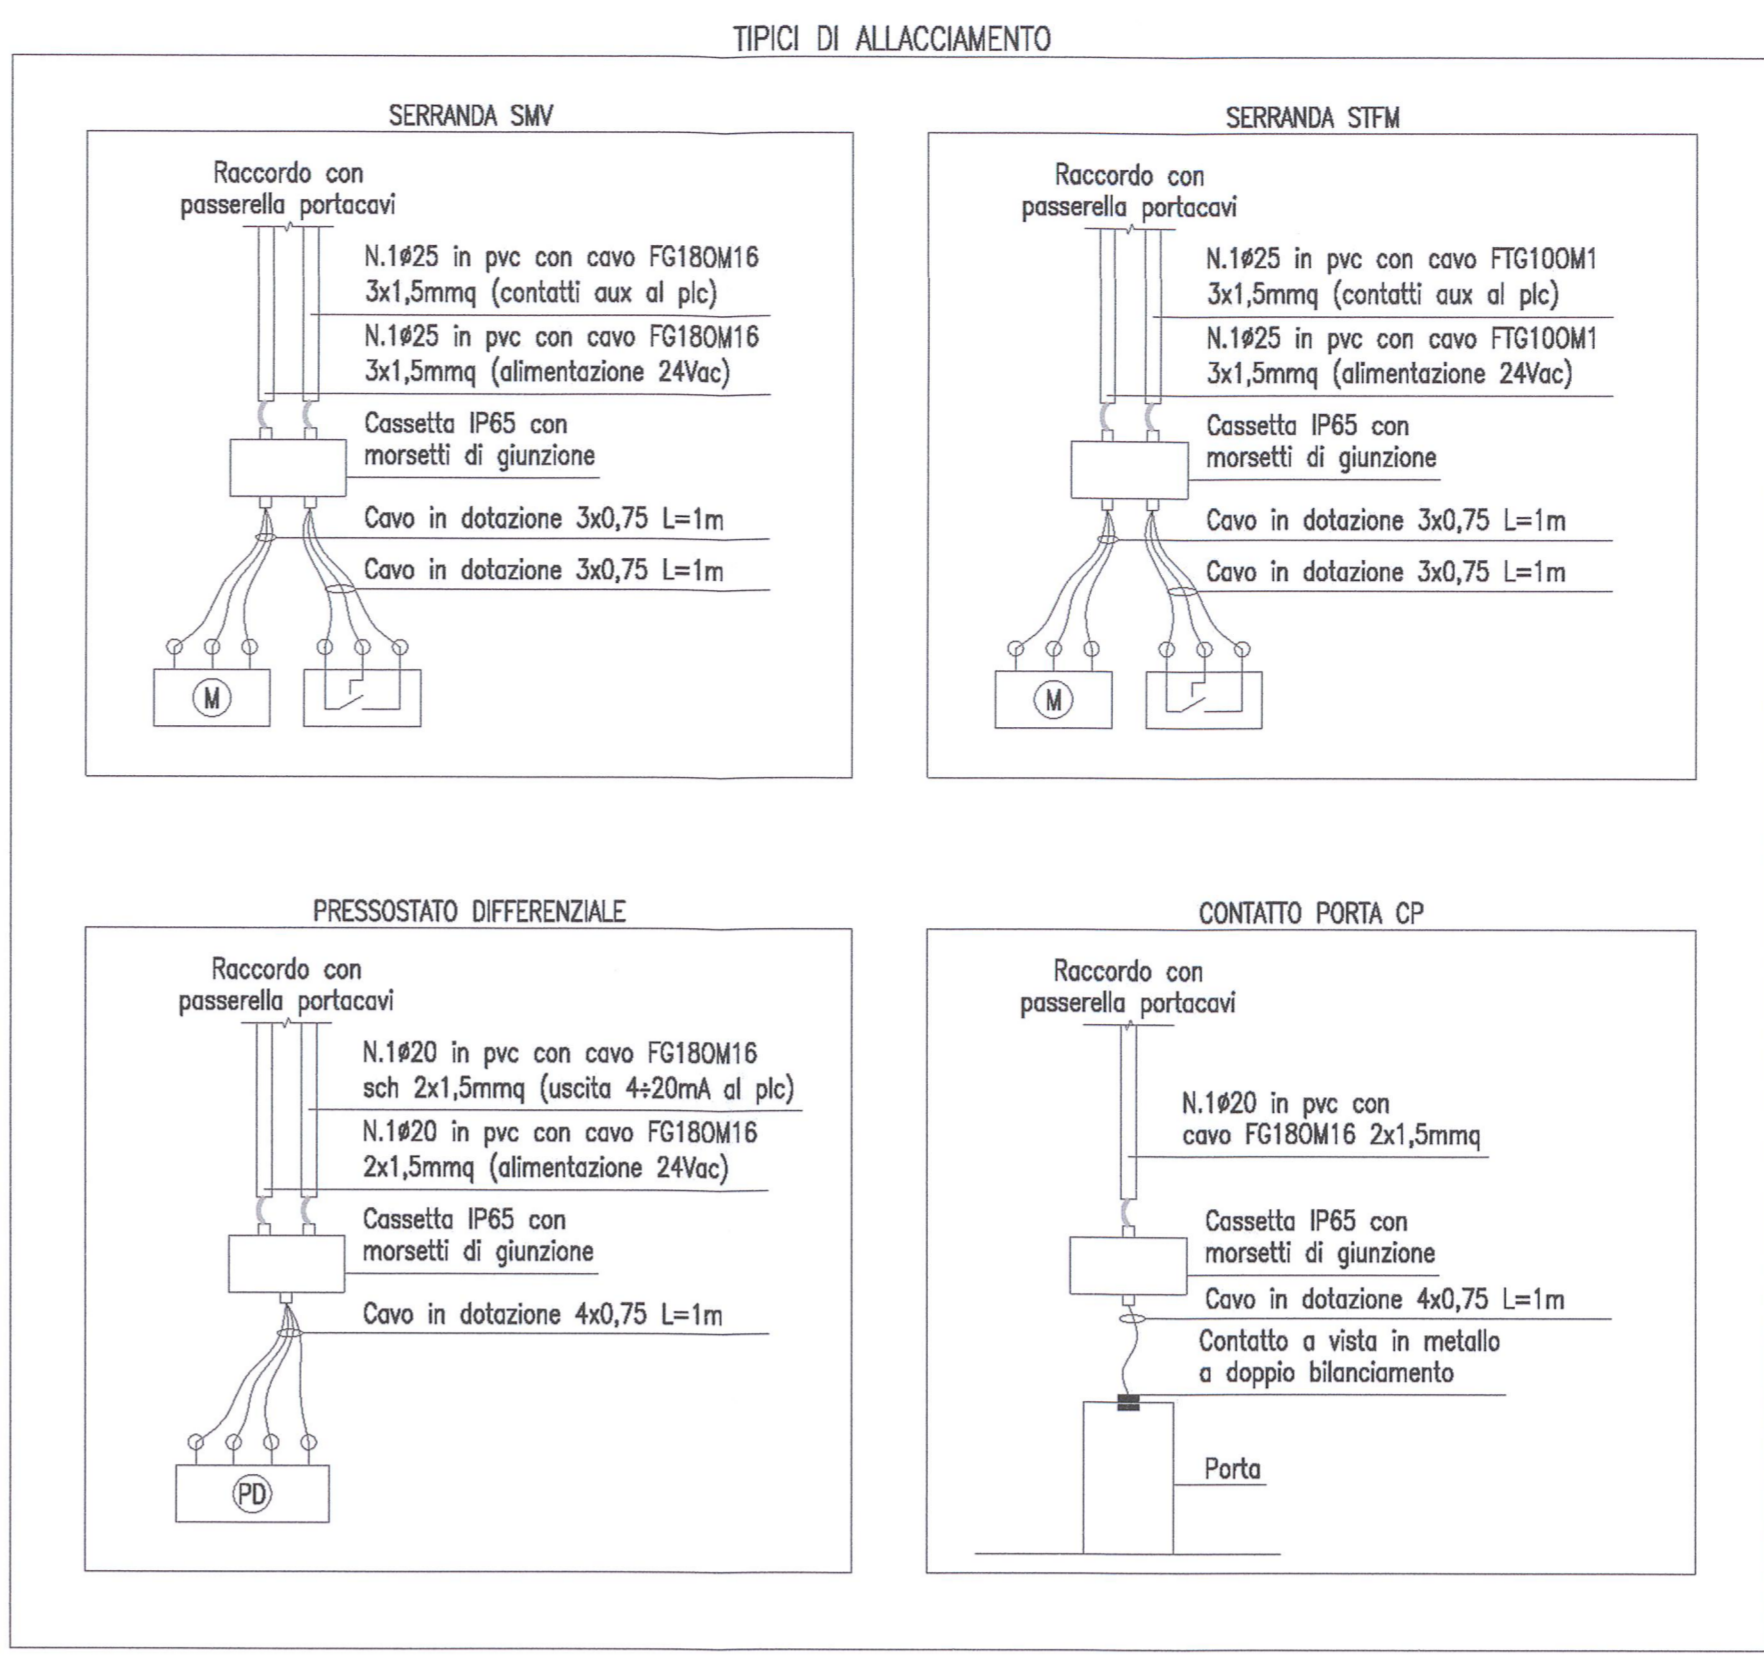 TIPICI DI ALLACCIAMENTO
SERRANDA SMV
Raccordo con
passerella portacavi
N.1ø25 in pvc con cavo FG18OM16
3x1,5mmq (contatti aux al plc)
N.1ø25 in pvc con cavo FG18OM16
3x1,5mmq (alimentazione 24Vac)
Cassetta IP65 con
morsetti di giunzione
Cavo in dotazione 3x0,75 L=1m
Cavo in dotazione 3x0,75 L=1m
M
SERRANDA STFM
Raccordo con
passerella portacavi
N.1ø25 in pvc con cavo FTG10OM1
3x1,5mmq (contatti aux al plc)
N.1ø25 in pvc con cavo FTG10OM1
3x1,5mmq (alimentazione 24Vac)
Cassetta IP65 con
morsetti di giunzione
Cavo in dotazione 3x0,75 L=1m
Cavo in dotazione 3x0,75 L=1m
M
PRESSOSTATO DIFFERENZIALE
Raccordo con
passerella portacavi
N.1ø20 in pvc con cavo FG18OM16
sch 2x1,5mmq (uscita 4÷20mA al plc)
N.1ø20 in pvc con cavo FG18OM16
2x1,5mmq (alimentazione 24Vac)
Cassetta IP65 con
morsetti di giunzione
Cavo in dotazione 4x0,75 L=1m
PD
CONTATTO PORTA CP
Raccordo con
passerella portacavi
N.1ø20 in pvc con
cavo FG18OM16 2x1,5mmq
Cassetta IP65 con
morsetti di giunzione
Cavo in dotazione 4x0,75 L=1m
Contatto a vista in metallo
a doppio bilanciamento
Porta